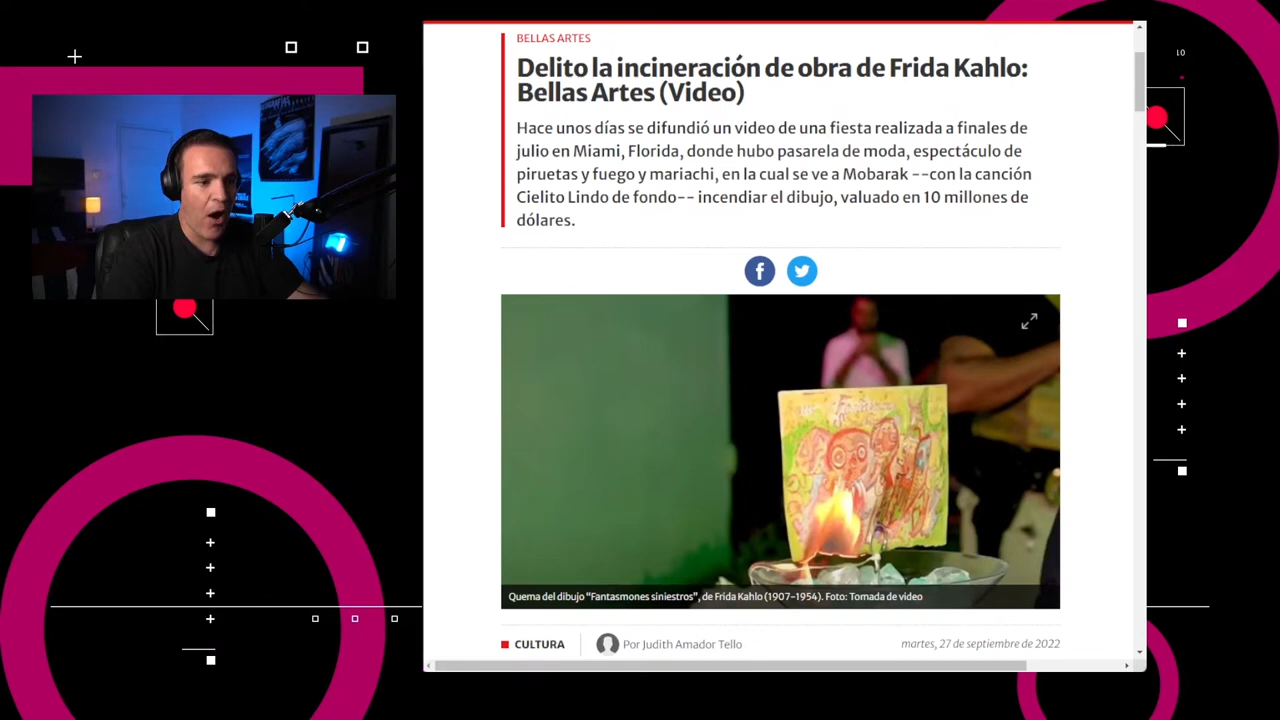 BELLAS ARTES
Delito la incineración de obra de Frida Kahlo:
Bellas Artes (Video)
Hace unos días se difundió un video de una fiesta realizada a finales de
julio en Miami, Florida, donde hubo pasarela de moda, espectáculo de
piruetas y fuego y mariachi, en la cual se ve a Mobarak --con la canción
Cielito Lindo de fondo-- incendiar el dibujo, valuado en 10 millones de
dólares.
Quema del dibujo “Fantasmones siniestros”, de Frida Kahlo (1907-1954). Foto: Tomada de video
CULTURA
Por Judith Amador Tello
martes, 27 de septiembre de 2022
10